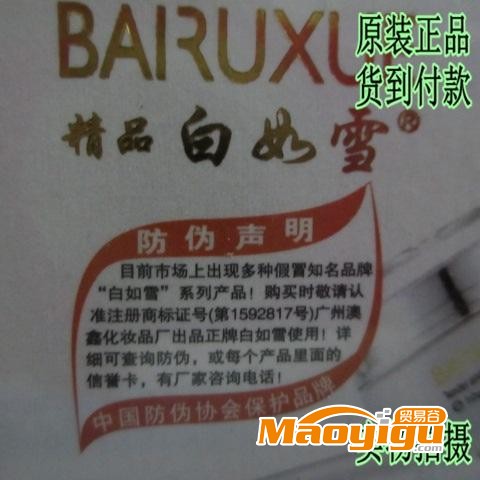 BAIRUXUE
原装正品
货到付款
精品白如雪®
防伪声明
目前市场上出现多种假冒知名品牌
“白如雪”系列产品！购买时敬请认
准注册商标证号(第1592817号)广州澳
鑫化妆品厂出品正牌白如雪使用！详
细可查询防伪，或每个产品里面的
信誉卡，有厂家咨询电话！
中国防伪协会保护品牌
贸易谷
Maoyigu.com
实物拍摄
BAIRU